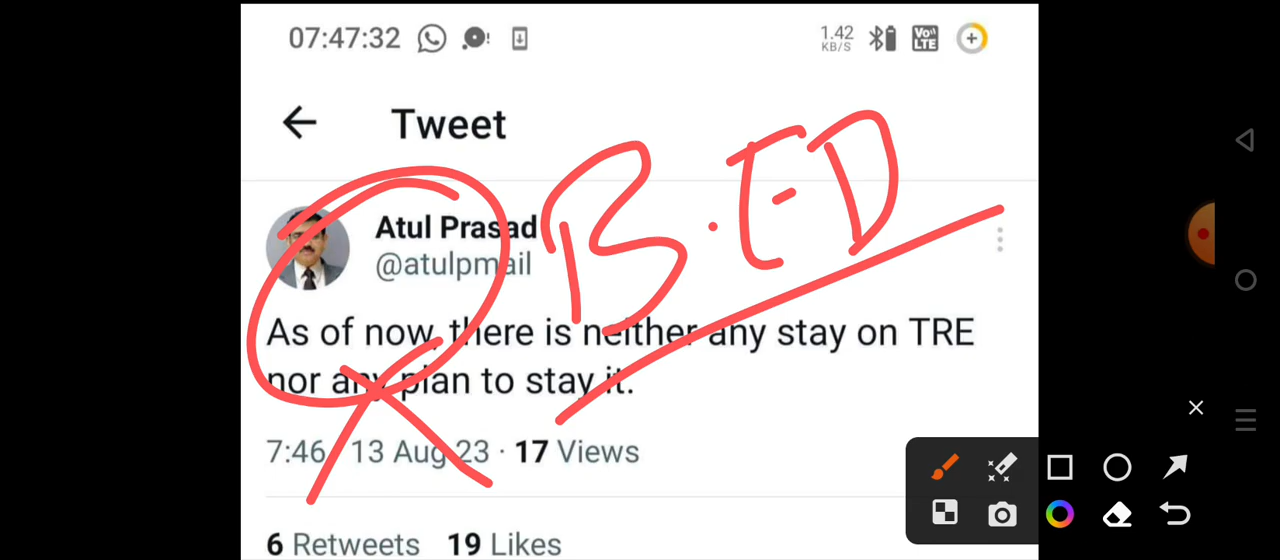 07:47:32 1.42 KB/S Vo LTE
Tweet
B.ED
Atul Prasad
@atulpmail
As of now, there is neither any stay on TRE
nor any plan to stay it.
7:46 13 Aug 23 · 17 Views
6 Retweets 19 Likes